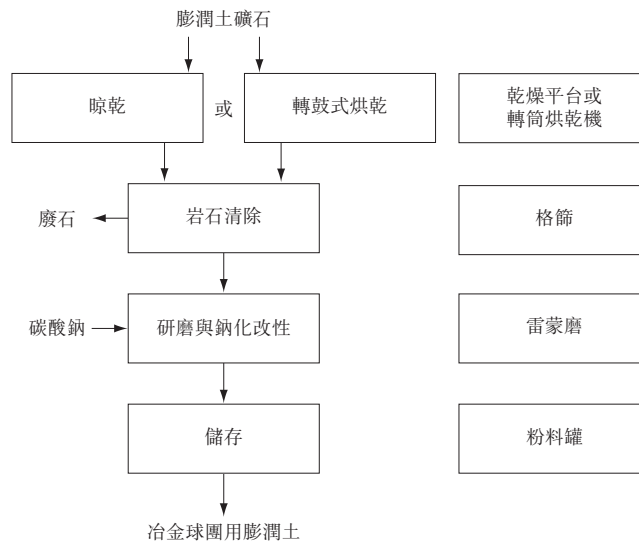 膨潤土礦石
晾乾
或
轉鼓式烘乾
乾燥平台或
轉筒烘乾機
廢石
岩石清除
格篩
碳酸鈉
研磨與鈉化改性
雷蒙磨
儲存
粉料罐
冶金球團用膨潤土